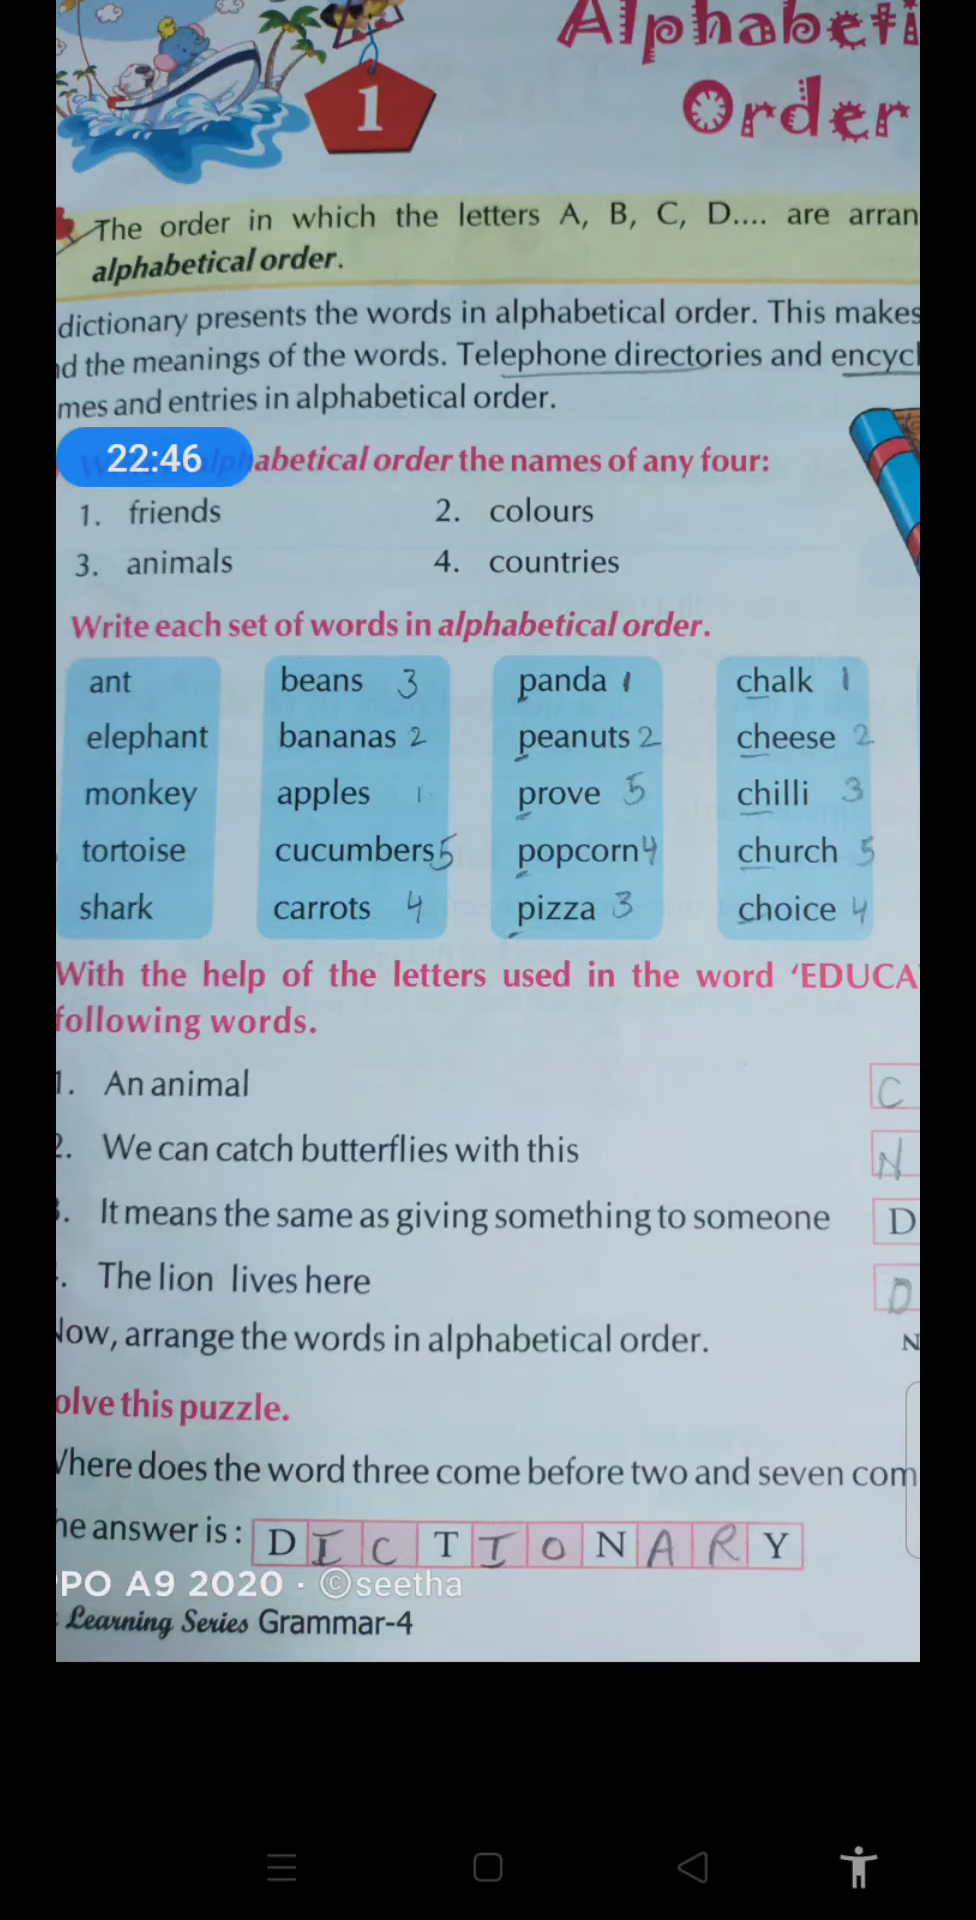 1
Alphabeti
Order
The order in which the letters A, B, C, D.... are arran
alphabetical order.
dictionary presents the words in alphabetical order. This makes
nd the meanings of the words. Telephone directories and encycl
mes and entries in alphabetical order.
22:46 alphabetical order the names of any four:
1. friends 2. colours
3. animals 4. countries
Write each set of words in alphabetical order.
ant beans 3 panda 1 chalk 1
elephant bananas 2 peanuts 2 cheese 2
monkey apples 1 prove 5 chilli 3
tortoise cucumbers 5 popcorn 4 church 5
shark carrots 4 pizza 3 choice 4
With the help of the letters used in the word ‘EDUCA
following words.
1. An animal C
2. We can catch butterflies with this N
3. It means the same as giving something to someone D
. The lion lives here D
Now, arrange the words in alphabetical order. N
olve this puzzle.
Where does the word three come before two and seven com
he answer is : D I C T I O N A R Y
PO A9 2020 · ©seetha
Learning Series Grammar-4